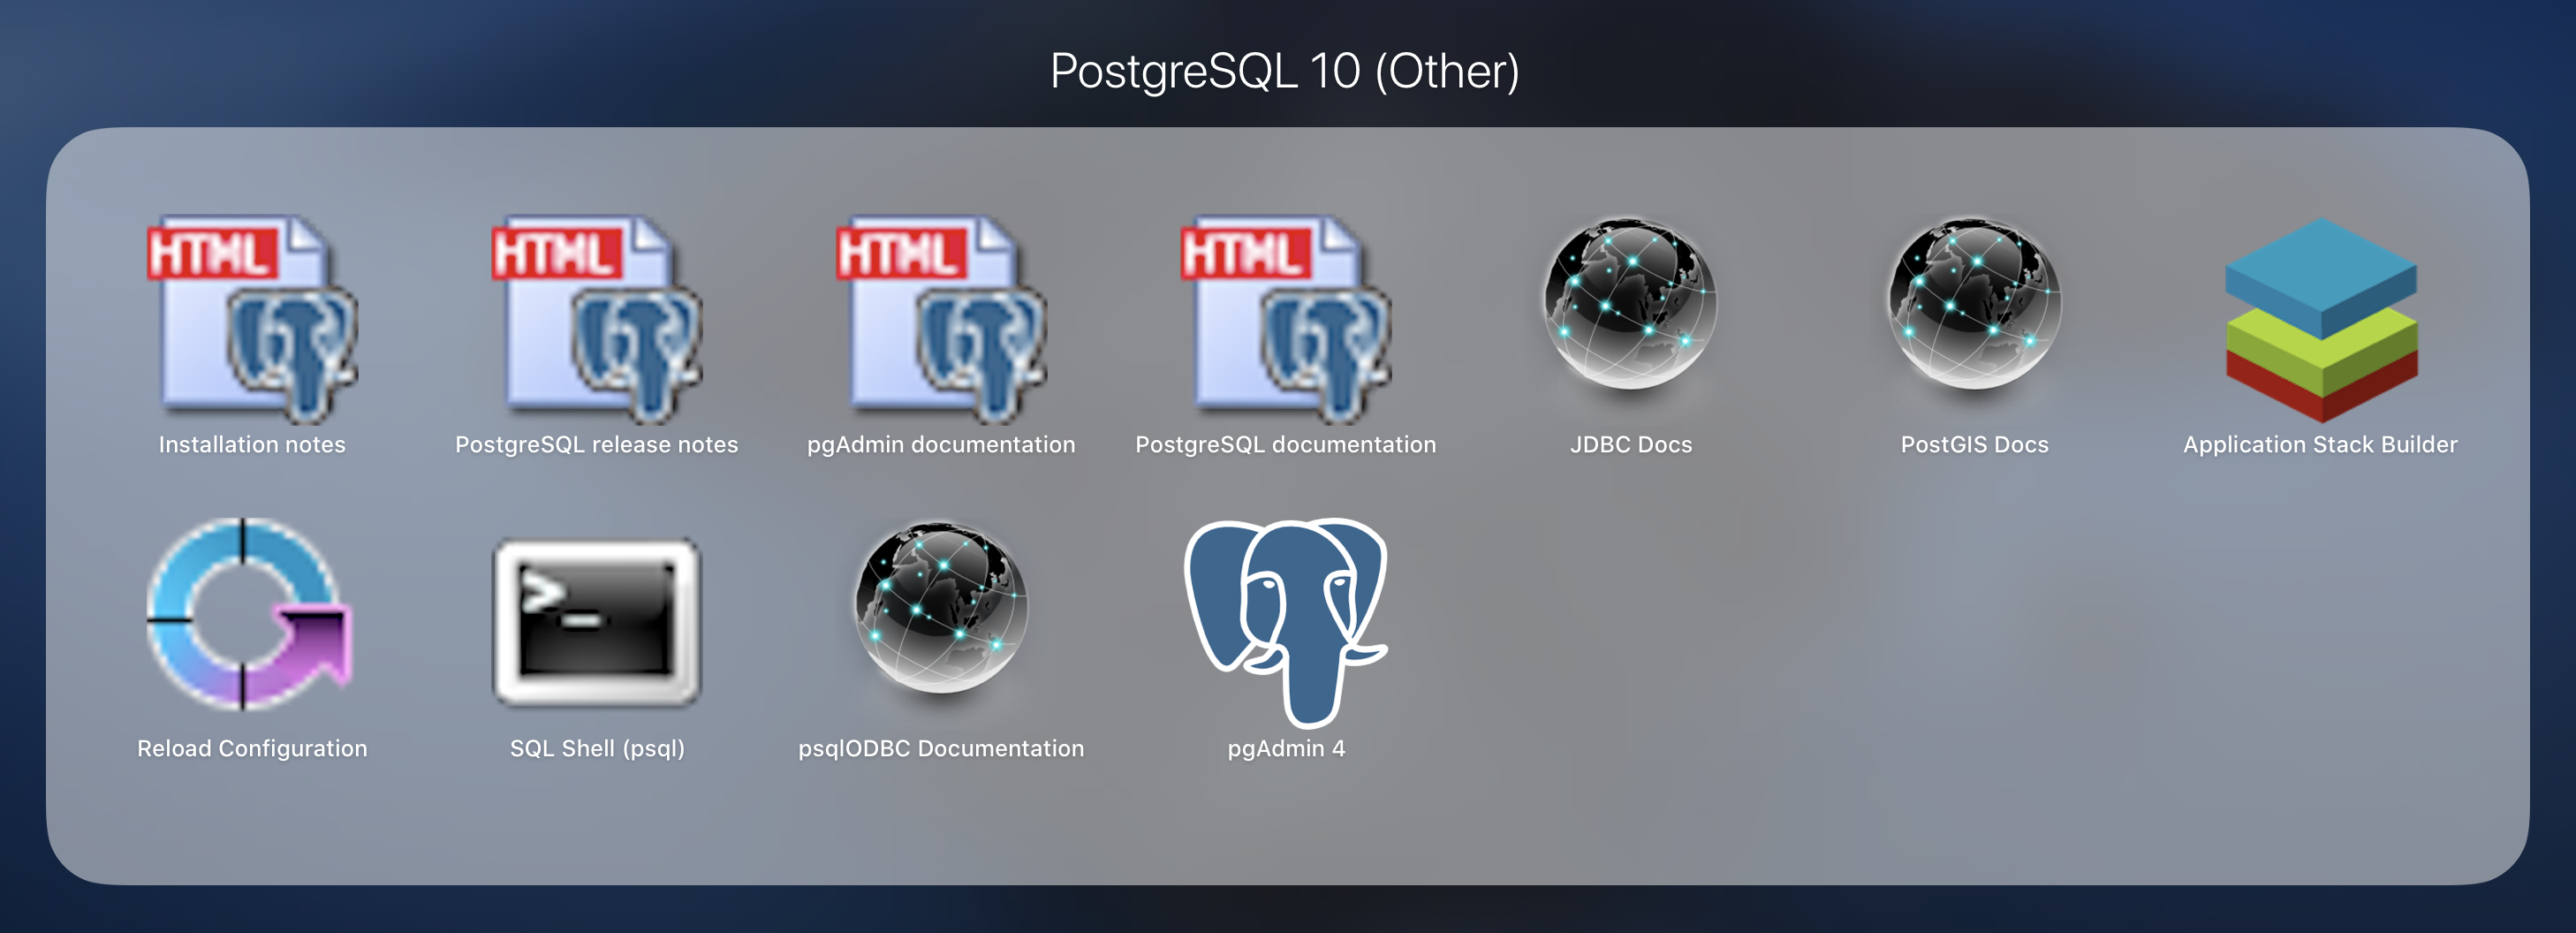 PostgreSQL 10 (Other)
HTML HTML HTML HTML
Installation notes PostgreSQL release notes pgAdmin documentation PostgreSQL documentation JDBC Docs PostGIS Docs Application Stack Builder
>_
Reload Configuration SQL Shell (psql) psqlODBC Documentation pgAdmin 4